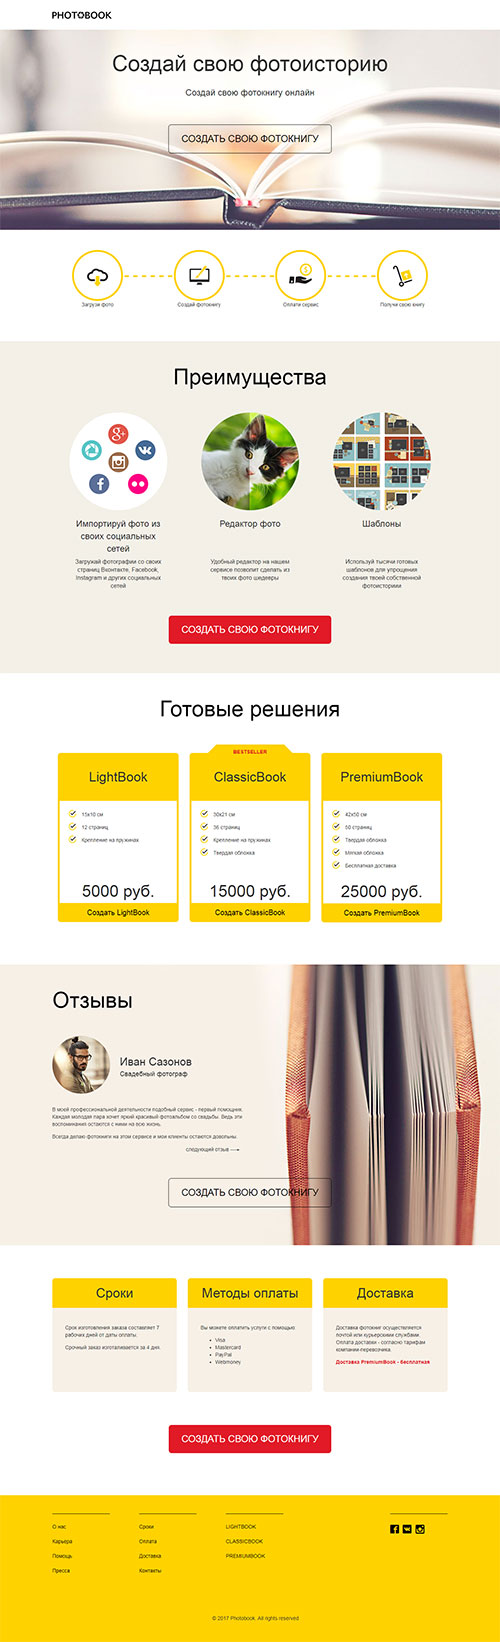 PHOTOBOOK
Создай свою фотоисторию
Создай свою фотокнигу онлайн
СОЗДАТЬ СВОЮ ФОТОКНИГУ
Загрузи фото
Создай фотокнигу
Оплати сервис
Получи свою книгу
Преимущества
Импортируй фото из
своих социальных
сетей
Загружай фотографии со своих
страниц Вконтакте, Facebook,
Instagram и других социальных
сетей
Редактор фото
Удобный редактор на нашем
сервисе позволит сделать из
твоих фото шедевры
Шаблоны
Используй тысячи готовых
шаблонов для упрощения
создания твоей собственной
фотоистории
СОЗДАТЬ СВОЮ ФОТОКНИГУ
Готовые решения
LightBook
15x10 см
12 страниц
Крепление на пружинах
5000 руб.
Создать LightBook
BESTSELLER
ClassicBook
30x21 см
36 страниц
Крепление на пружинах
Твердая обложка
15000 руб.
Создать ClassicBook
PremiumBook
42x50 см
60 страниц
Твердая обложка
Мягкая обложка
Бесплатная доставка
25000 руб.
Создать PremiumBook
Отзывы
Иван Сазонов
Свадебный фотограф
В моей профессиональной деятельности подобный сервис - первый помощник.
Каждая молодая пара хочет яркий красивый фотоальбом со свадьбы. Ведь эти
воспоминания остаются с ними на всю жизнь.
Всегда делаю фотокниги на этом сервисе и мои клиенты остаются довольны.
следующий отзыв
СОЗДАТЬ СВОЮ ФОТОКНИГУ
Сроки
Срок изготовления заказа составляет 7
рабочих дней от даты оплаты.
Срочный заказ изготавливается за 4 дня.
Методы оплаты
Вы можете оплатить услуги с помощью:
Visa
Mastercard
PayPal
Webmoney
Доставка
Доставка фотокниг осуществляется
почтой или курьерскими службами.
Оплата доставки - согласно тарифам
компании-перевозчика.
Доставка PremiumBook - бесплатная
СОЗДАТЬ СВОЮ ФОТОКНИГУ
О нас
Карьера
Помощь
Пресса
Сроки
Оплата
Доставка
Контакты
LIGHTBOOK
CLASSICBOOK
PREMIUMBOOK
© 2017 Photobook. All rights reserved